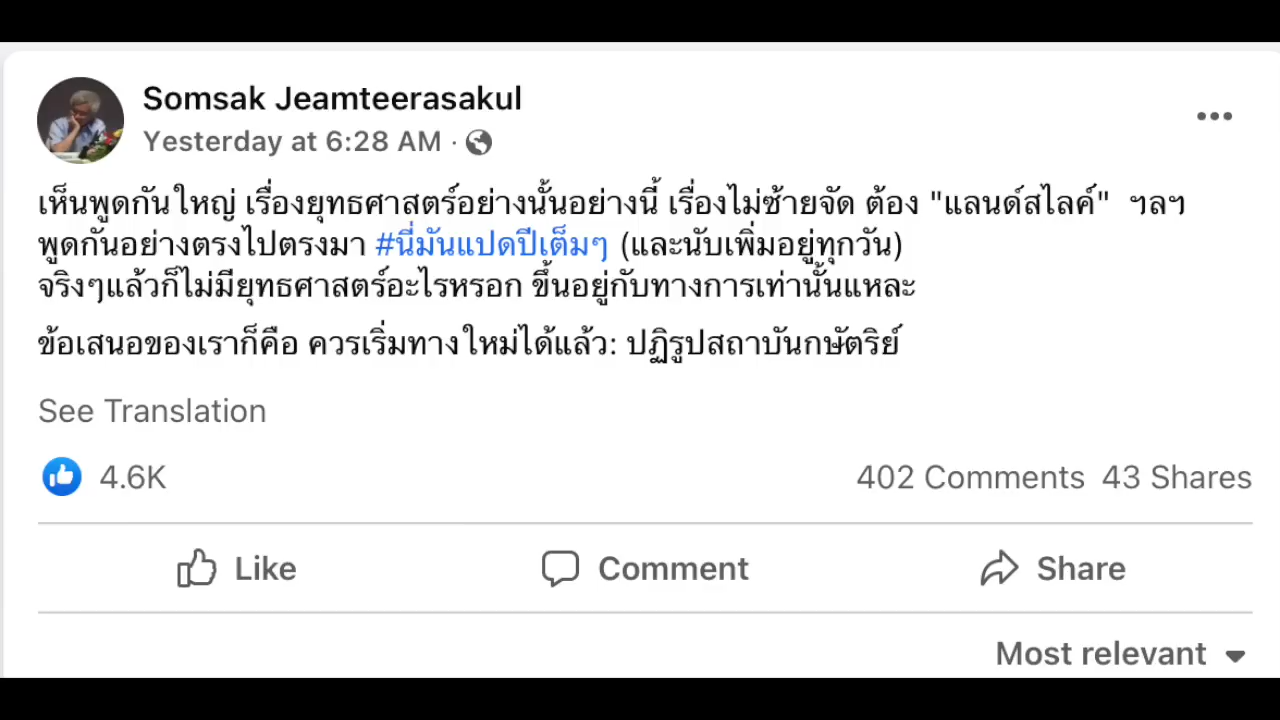 Somsak Jeamteerasakul
Yesterday at 6:28 AM ·
เห็นพูดกันใหญ่ เรื่องยุทธศาสตร์อย่างนั้นอย่างนี้ เรื่องไม่ซ้ายจัด ต้อง "แลนด์สไลค์" ฯลฯ
พูดกันอย่างตรงไปตรงมา #นี่มันแปดปีเต็มๆ (และนับเพิ่มอยู่ทุกวัน)
จริงๆแล้วก็ไม่มียุทธศาสตร์อะไรหรอก ขึ้นอยู่กับทางการเท่านั้นแหละ
ข้อเสนอของเราก็คือ ควรเริ่มทางใหม่ได้แล้ว: ปฏิรูปสถาบันกษัตริย์
See Translation
4.6K 402 Comments 43 Shares
Like Comment Share
Most relevant